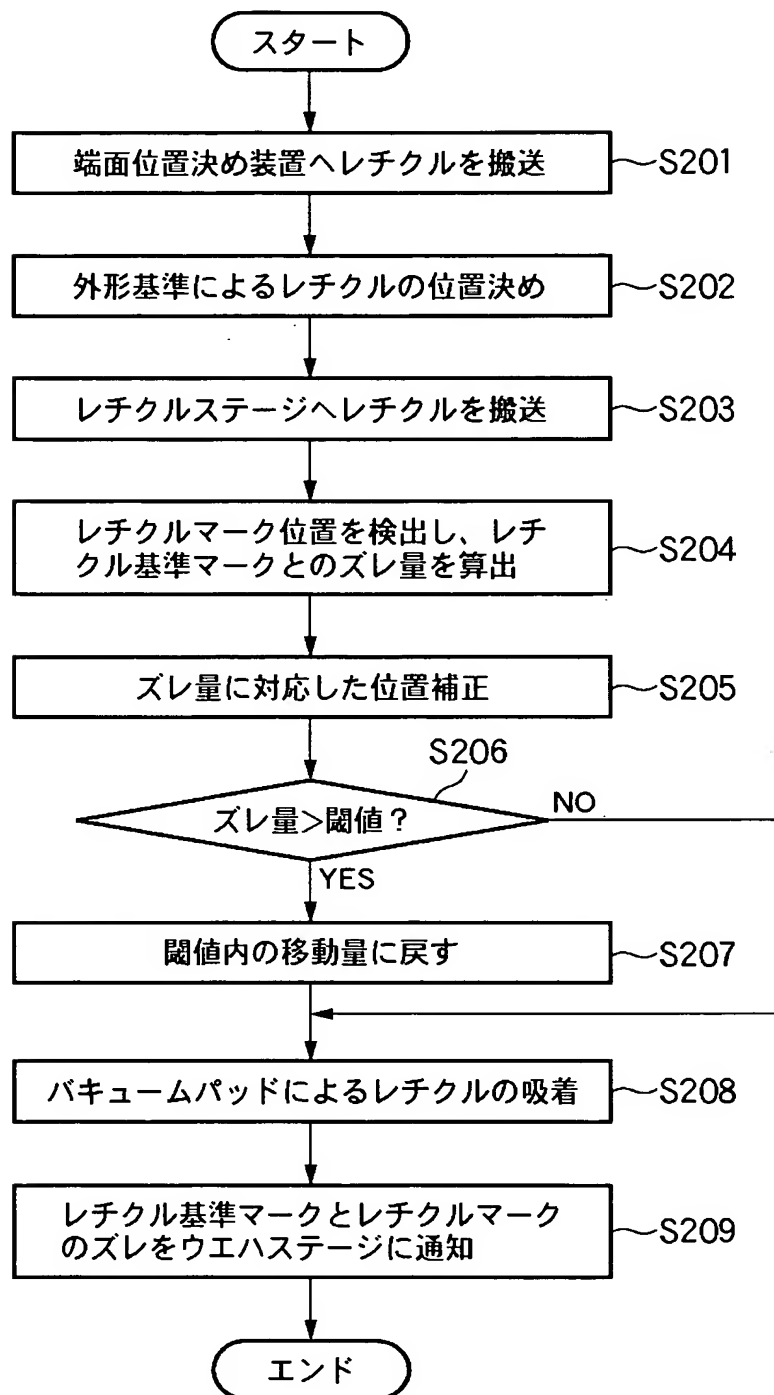 スタート
端面位置決め装置へレチクルを搬送
S201
外形基準によるレチクルの位置決め
S202
レチクルステージへレチクルを搬送
S203
レチクルマーク位置を検出し、レチ
クル基準マークとのズレ量を算出
S204
ズレ量に対応した位置補正
S205
S206
ズレ量>閾値?
NO
YES
閾値内の移動量に戻す
S207
バキュームパッドによるレチクルの吸着
S208
レチクル基準マークとレチクルマーク
のズレをウエハステージに通知
S209
エンド